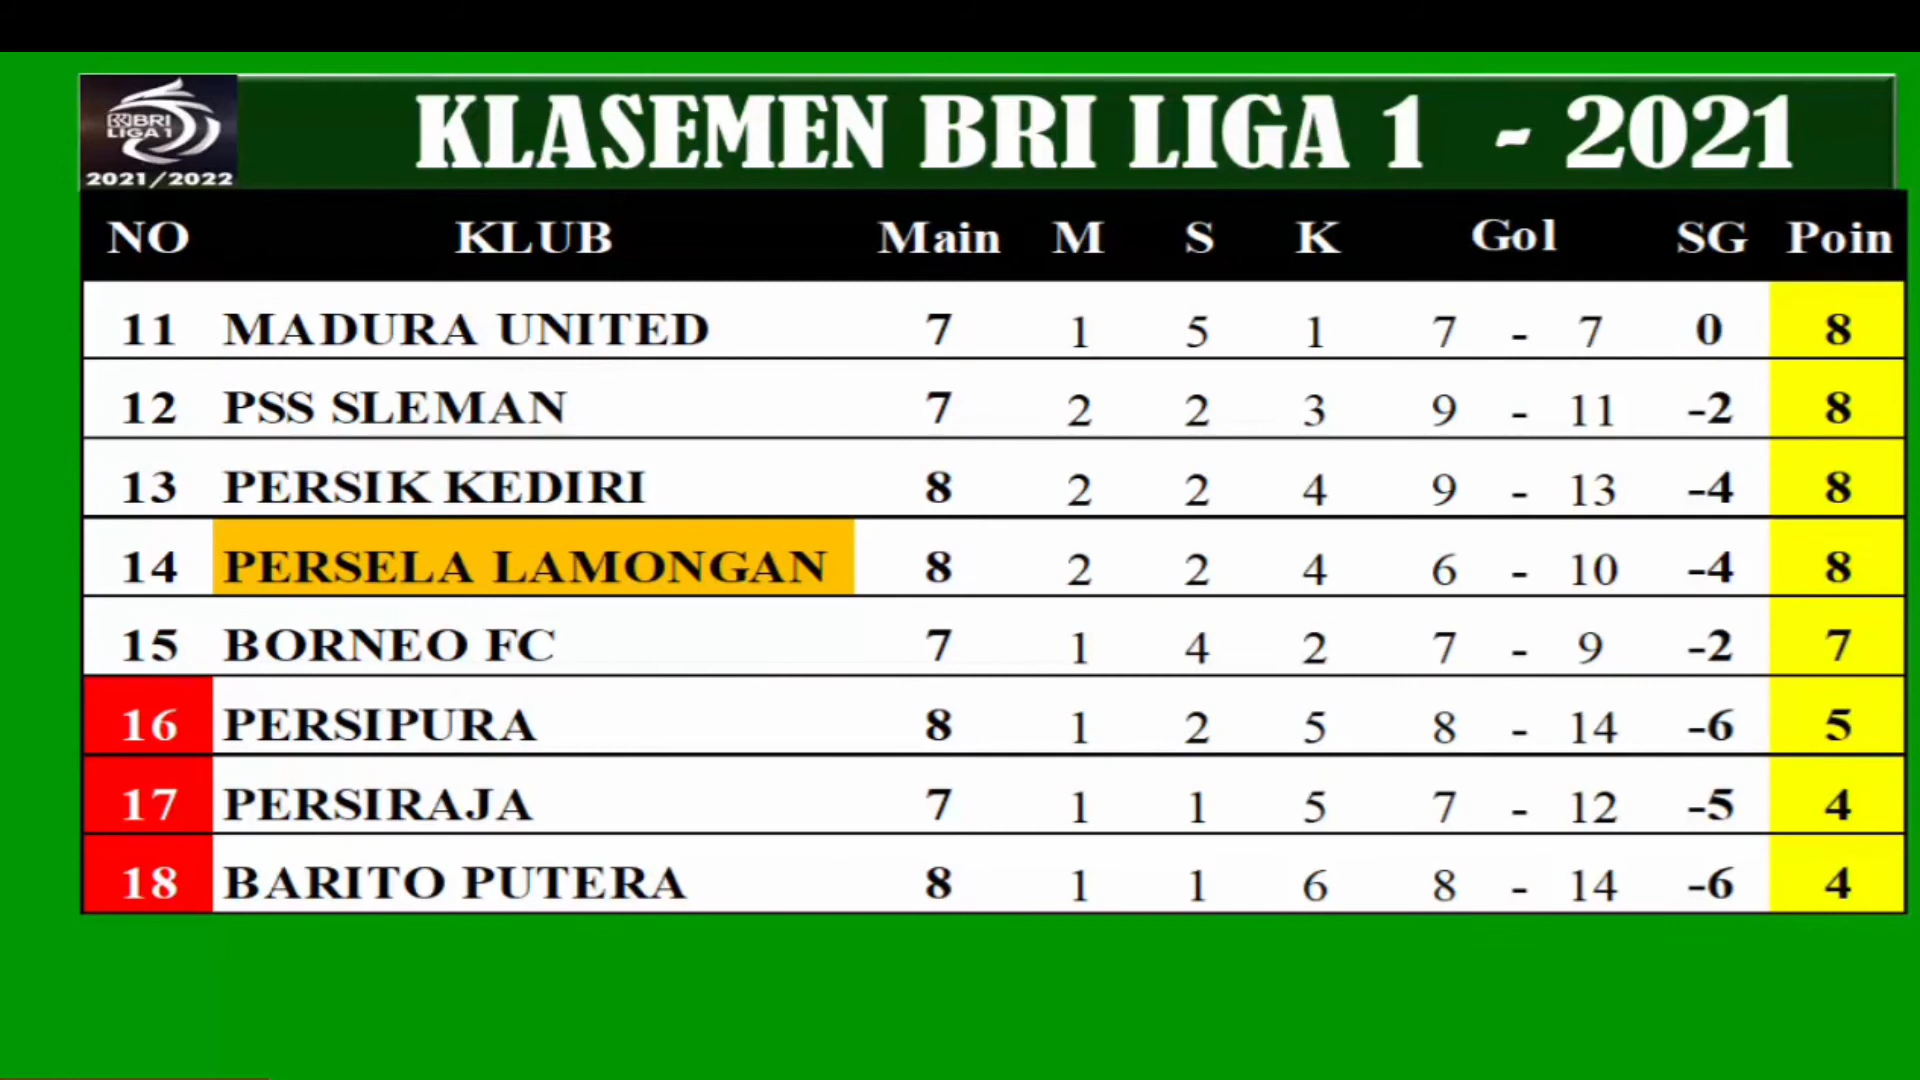 BRI
LIGA 1
2021/2022
KLASEMEN BRI LIGA 1 - 2021
NO KLUB Main M S K Gol SG Poin
11 MADURA UNITED 7 1 5 1 7 - 7 0 8
12 PSS SLEMAN 7 2 2 3 9 - 11 -2 8
13 PERSIK KEDIRI 8 2 2 4 9 - 13 -4 8
14 PERSELA LAMONGAN 8 2 2 4 6 - 10 -4 8
15 BORNEO FC 7 1 4 2 7 - 9 -2 7
16 PERSIPURA 8 1 2 5 8 - 14 -6 5
17 PERSIRAJA 7 1 1 5 7 - 12 -5 4
18 BARITO PUTERA 8 1 1 6 8 - 14 -6 4